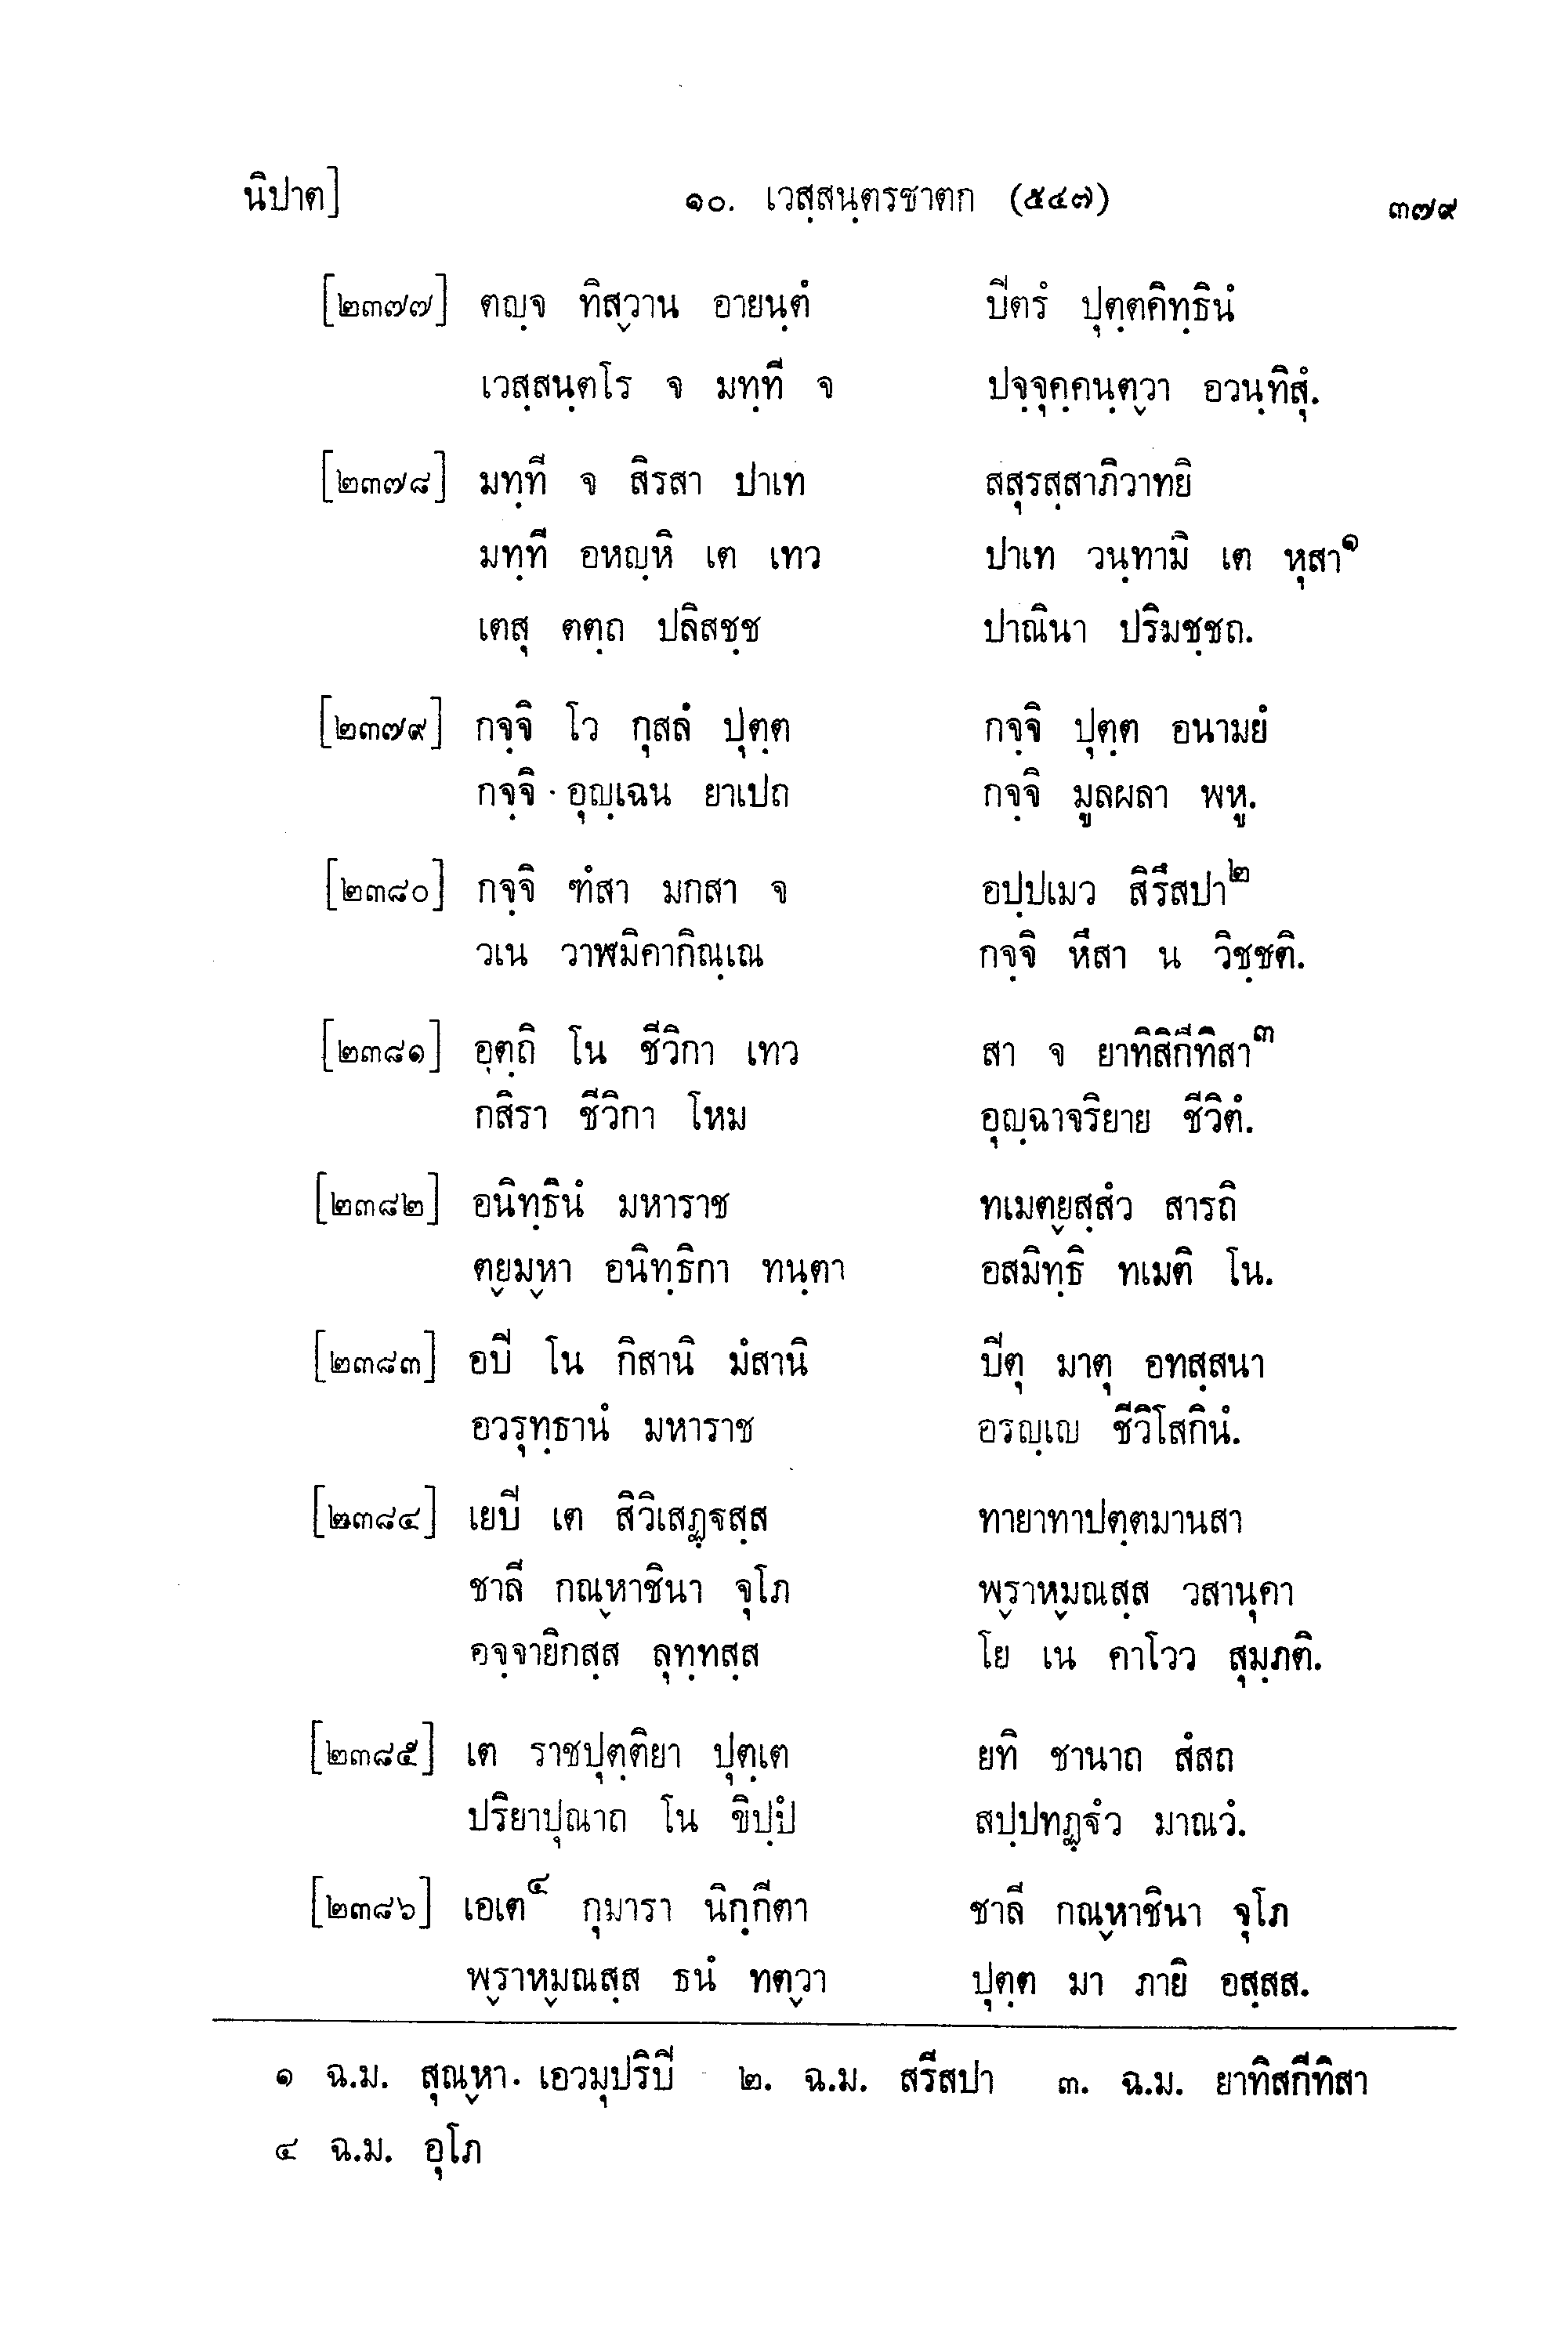 นิปาต] ๑๐. เวสฺสนฺตรชาตก (๕๔๗) ๓๗๙
[๒๓๗๗] ตญฺจ ทิสฺวาน อายนฺตํ ปีตรํ ปุตฺตคิทฺธินํ
เวสฺสนฺตโร จ มทฺที จ ปจฺจุคฺคนฺตฺวา อวนฺทิสุํ.
[๒๓๗๘] มทฺที จ สิรสา ปาเท สสุรสฺสาภิวาทยิ
มทฺที อหญฺหิ เต เทว ปาเท วนฺทามิ เต หุสา๑
เตสุ ตตฺถ ปลิสชฺช ปาณินา ปริมชฺชถ.
[๒๓๗๙] กจฺจิ โว กุสลํ ปุตฺต กจฺจิ ปุตฺต อนามยํ
กจฺจิ อุญฺเฉน ยาเปถ กจฺจิ มูลผลา พหู.
[๒๓๘๐] กจฺจิ ฑํสา มกสา จ อปฺปเมว สิรึสปา๒
วเน วาฬมิคากิณฺเณ กจฺจิ หึสา น วิชฺชติ.
[๒๓๘๑] อตฺถิ โน ชีวิกา เทว สา จ ยาทิสิกีทิสา๓
กสิรา ชีวิกา โหม อุญฺฉาจริยาย ชีวิตํ.
[๒๓๘๒] อนิทฺธินํ มหาราช ทเมตฺยสฺสํว สารถิ
ตฺยมฺหา อนิทฺธิกา ทนฺตา อสมิทฺธิ ทเมติ โน.
[๒๓๘๓] อปี โน กิสานิ มํสานิ ปีตุ มาตุ อทสฺสนา
อวรุทฺธานํ มหาราช อรญฺเญ ชีวิโสกินํ.
[๒๓๘๔] เยปี เต สิวิเสฏฺฐสฺส ทายาทาปตฺตมานสา
ชาลี กณฺหาชินา จุโภ พฺราหฺมณสฺส วสานุคา
อจฺจายิกสฺส ลุทฺทสฺส โย เน คาโวว สุมฺภติ.
[๒๓๘๕] เต ราชปุตฺติยา ปุตฺเต ยทิ ชานาถ สํสถ
ปริยาปุณาถ โน ขิปฺปํ สปฺปทฏฺฐํว มาณวํ.
[๒๓๘๖] เอเต๔ กุมารา นิกฺกีตา ชาลี กณฺหาชินา จุโภ
พฺราหฺมณสฺส ธนํ ทตฺวา ปุตฺต มา ภายิ อสฺสส.
๑ ฉ.ม. สุณฺหา. เอวมุปริปี ๒. ฉ.ม. สรีสปา ๓. ฉ.ม. ยาทิสกีทิสา
๔ ฉ.ม. อุโภ